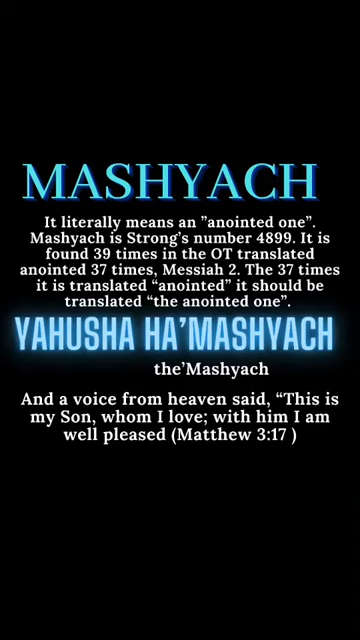 MASHYACH
It literally means an "anointed one".
Mashyach is Strong's number 4899. It is
found 39 times in the OT translated
anointed 37 times, Messiah 2. The 37 times
it is translated "anointed" it should be
translated "the anointed one".
YAHUSHA HA'MASHYACH
the'Mashyach
And a voice from heaven said, "This is
my Son, whom I love; with him I am
well pleased (Matthew 3:17 )